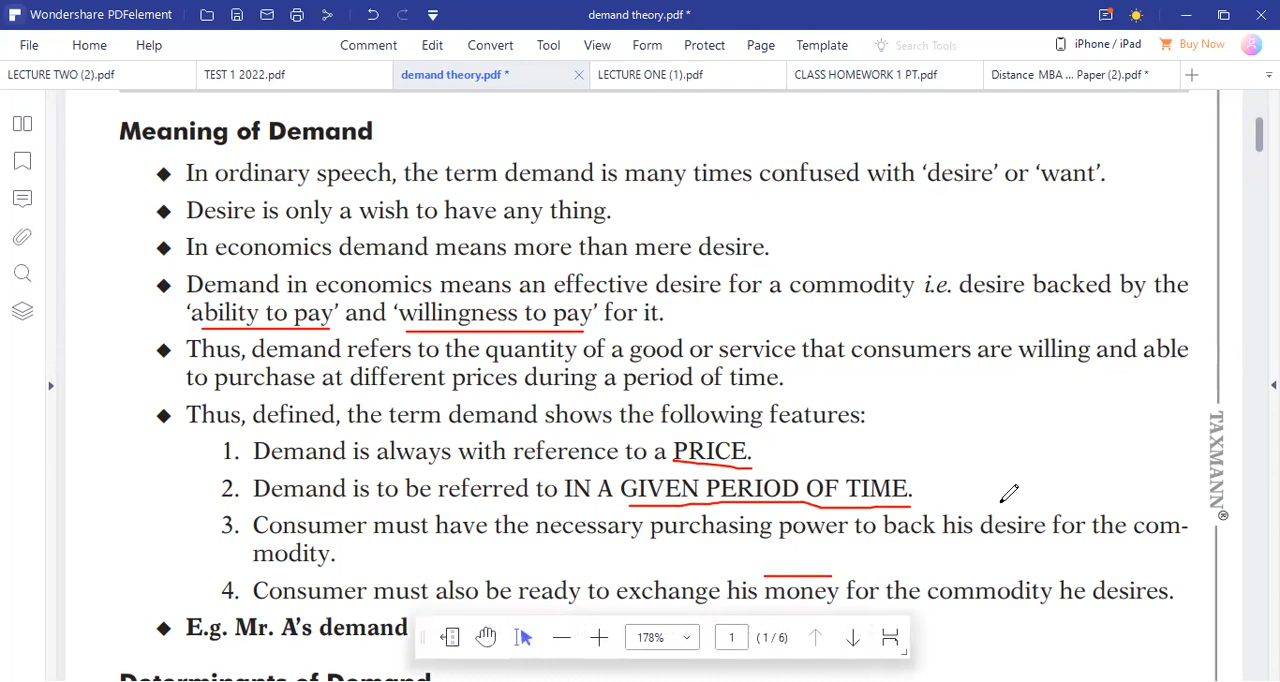 Wondershare PDFelement
demand theory.pdf *
File Home Help Comment Edit Convert Tool View Form Protect Page Template Search Tools iPhone / iPad Buy Now
LECTURE TWO (2).pdf TEST 1 2022.pdf demand theory.pdf * LECTURE ONE (1).pdf CLASS HOMEWORK 1 PT.pdf Distance MBA ... Paper (2).pdf *
Meaning of Demand
◆ In ordinary speech, the term demand is many times confused with ‘desire’ or ‘want’.
◆ Desire is only a wish to have any thing.
◆ In economics demand means more than mere desire.
◆ Demand in economics means an effective desire for a commodity i.e. desire backed by the
‘ability to pay’ and ‘willingness to pay’ for it.
◆ Thus, demand refers to the quantity of a good or service that consumers are willing and able
to purchase at different prices during a period of time.
◆ Thus, defined, the term demand shows the following features:
1. Demand is always with reference to a PRICE.
2. Demand is to be referred to IN A GIVEN PERIOD OF TIME.
3. Consumer must have the necessary purchasing power to back his desire for the com-
modity.
4. Consumer must also be ready to exchange his money for the commodity he desires.
◆ E.g. Mr. A’s demand
Determinants of Demand
TAXMANN®
178% 1 (1/6)